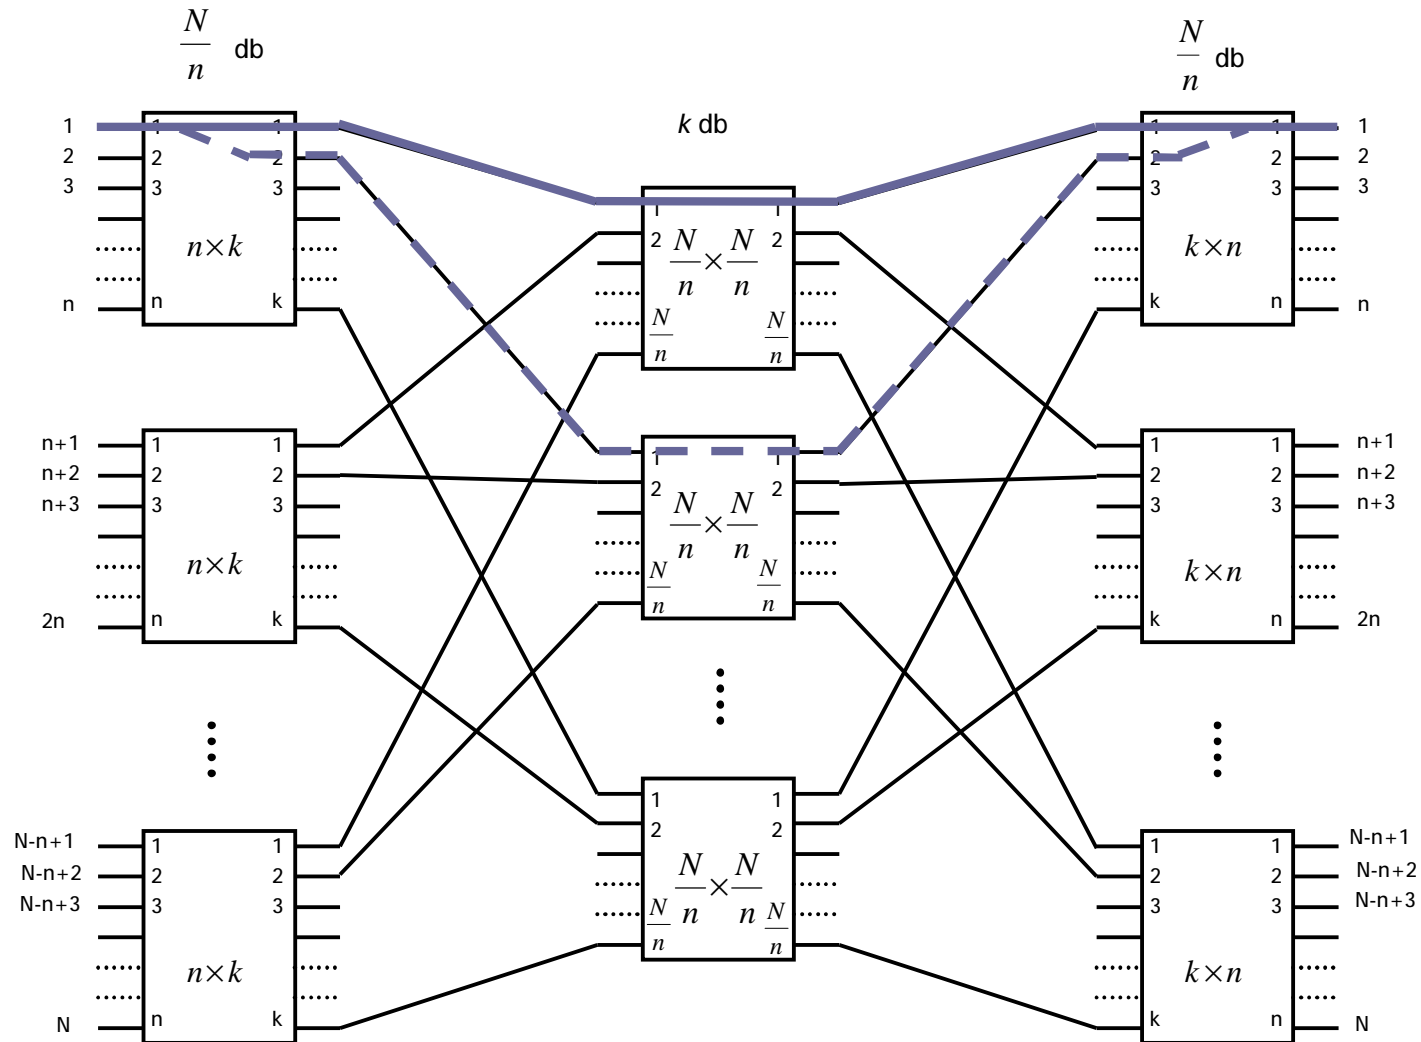 N/n db
N/n db
k db
1 1 1 1 1 1
2 2 2 2 2 2
3 3 3 3 3 3
1 1
2 N/n × N/n 2
n×k
k×n
n n k k n n
N/n N/n
n+1 1 1 1 1 n+1
n+2 2 2 2 2 n+2
n+3 3 3 3 3 n+3
1 1
2 2
N/n × N/n
n×k
k×n
N/n N/n
2n n k k n 2n
1 1
2 2
N-n+1 1 1 1 1 N-n+1
N-n+2 2 2 2 2 N-n+2
N-n+3 3 3 3 3 N-n+3
N/n × N/n
N/n N/n
n×k
k×n
N n k k n N